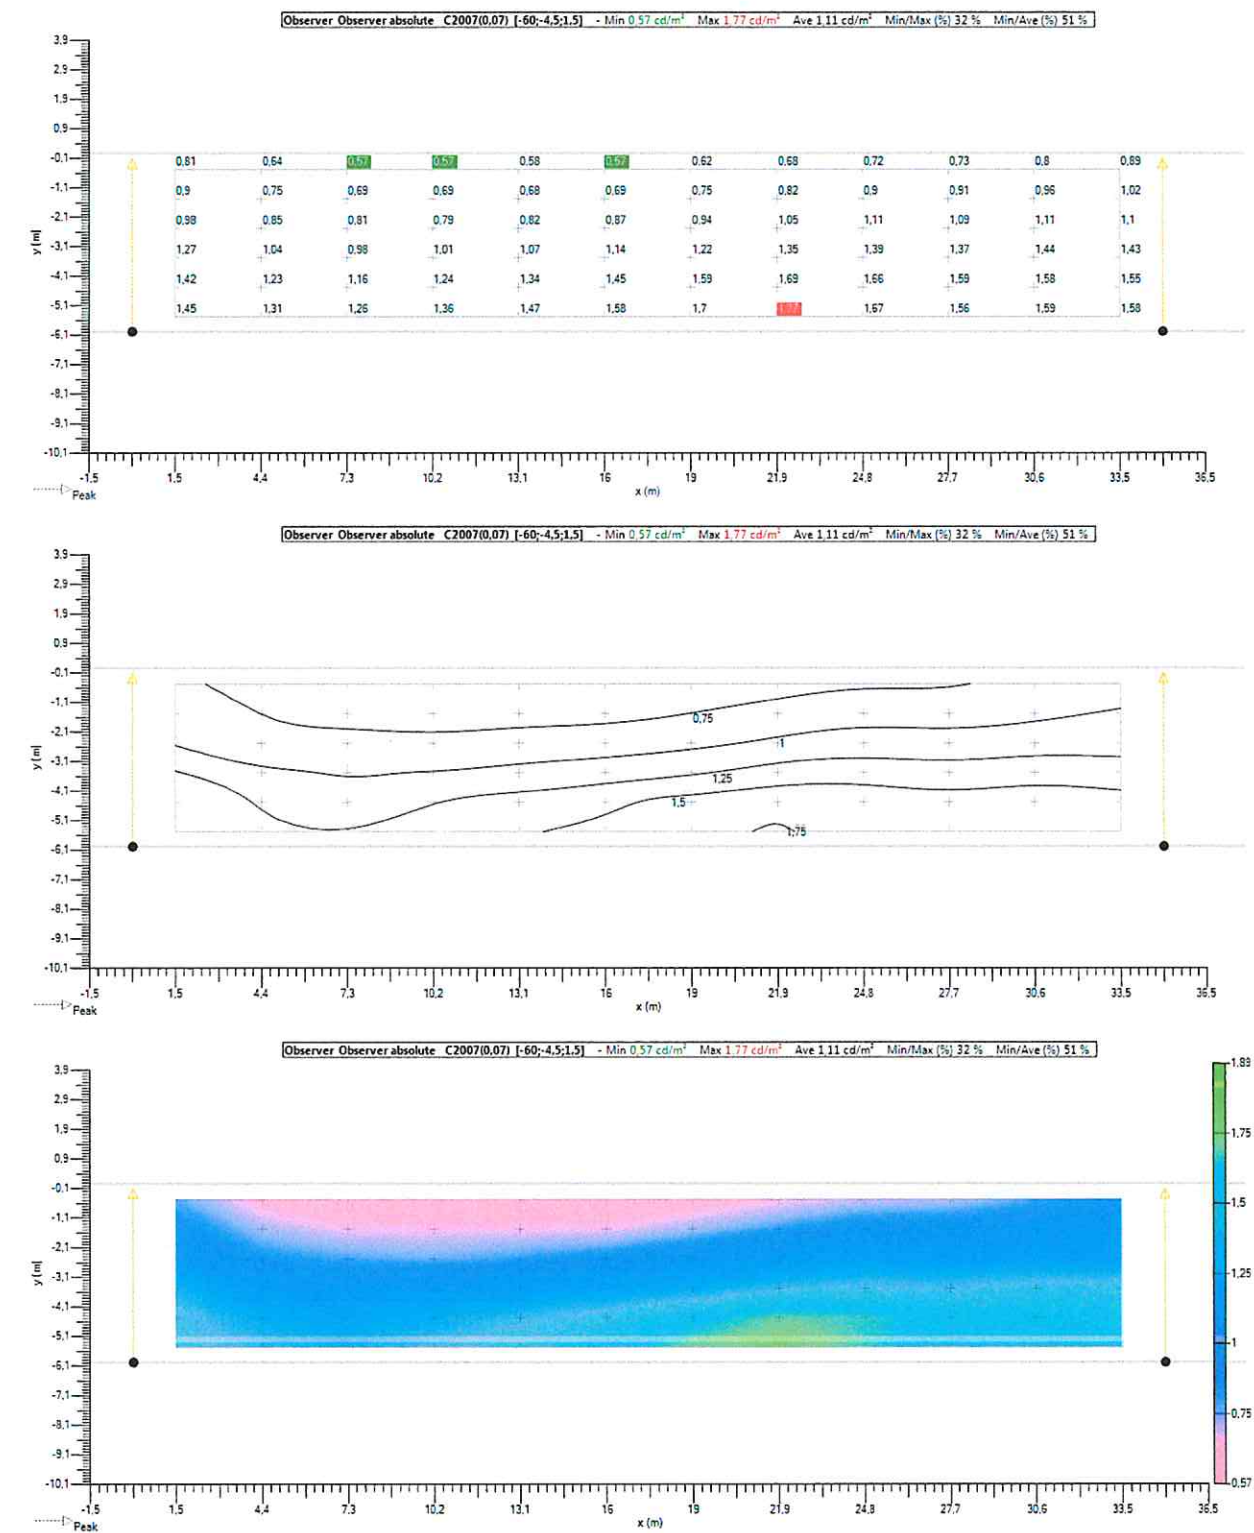 Observer Observer absolute C2007(0,07) [-60;-4,5;1,5] - Min 0,57 cd/m² Max 1,77 cd/m² Ave 1,11 cd/m² Min/Max (%) 32 % Min/Ave (%) 51 %
3,9
2,9
1,9
0,9
-0,1
-1,1
-2,1
-3,1
-4,1
-5,1
-6,1
-7,1
-8,1
-9,1
-10,1
y [m]
0,81 0,64 0,57 0,57 0,58 0,57 0,62 0,68 0,72 0,73 0,8 0,89
0,9 0,75 0,69 0,69 0,68 0,69 0,75 0,82 0,9 0,91 0,96 1,02
0,98 0,85 0,81 0,79 0,82 0,87 0,94 1,05 1,11 1,09 1,11 1,1
1,27 1,04 0,98 1,01 1,07 1,14 1,22 1,35 1,39 1,37 1,44 1,43
1,42 1,23 1,16 1,24 1,34 1,45 1,59 1,69 1,66 1,59 1,58 1,55
1,45 1,31 1,26 1,36 1,47 1,58 1,7 1,77 1,67 1,56 1,59 1,58
-1,5 1,5 4,4 7,3 10,2 13,1 16 19 21,9 24,8 27,7 30,6 33,5 36,5
Peak
x (m)
Observer Observer absolute C2007(0,07) [-60;-4,5;1,5] - Min 0,57 cd/m² Max 1,77 cd/m² Ave 1,11 cd/m² Min/Max (%) 32 % Min/Ave (%) 51 %
3,9
2,9
1,9
0,9
-0,1
-1,1
-2,1
-3,1
-4,1
-5,1
-6,1
-7,1
-8,1
-9,1
-10,1
y [m]
0,75
1
1,25
1,5
1,75
-1,5 1,5 4,4 7,3 10,2 13,1 16 19 21,9 24,8 27,7 30,6 33,5 36,5
Peak
x (m)
Observer Observer absolute C2007(0,07) [-60;-4,5;1,5] - Min 0,57 cd/m² Max 1,77 cd/m² Ave 1,11 cd/m² Min/Max (%) 32 % Min/Ave (%) 51 %
3,9
2,9
1,9
0,9
-0,1
-1,1
-2,1
-3,1
-4,1
-5,1
-6,1
-7,1
-8,1
-9,1
-10,1
y [m]
-1,5 1,5 4,4 7,3 10,2 13,1 16 19 21,9 24,8 27,7 30,6 33,5 36,5
Peak
x (m)
1,89
1,75
1,5
1,25
1
0,75
0,57